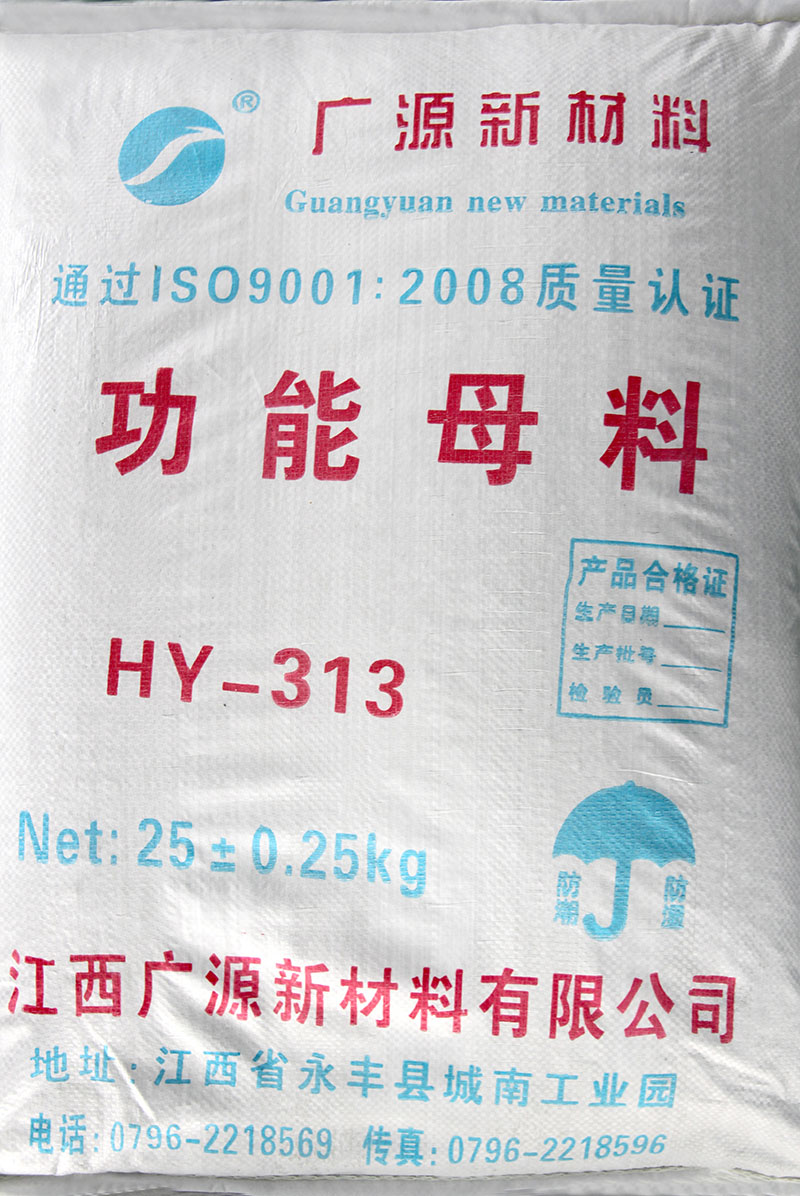 ®
广源新材料
Guangyuan new materials
通过ISO9001:2008质量认证
功能母料
产品合格证
生产日期
生产批号
检验员
HY-313
Net: 25±0.25kg
防潮
防湿
江西广源新材料有限公司
地址:江西省永丰县城南工业园
电话:0796-2218569 传真:0796-2218596